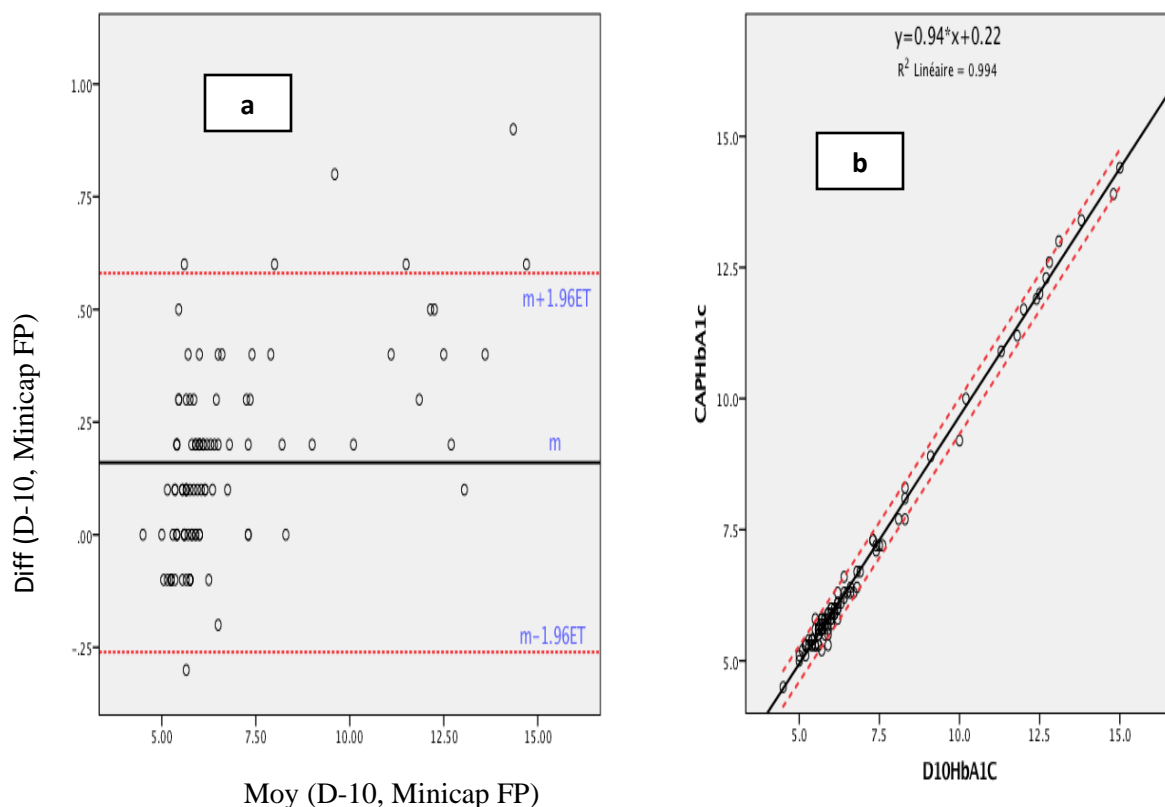 a
1.00
.75
.50
.25
.00
-.25
m+1.96ET
m
m-1.96ET
5.00 7.50 10.00 12.50 15.00
Diff (D-10, Minicap FP)
Moy (D-10, Minicap FP)
y=0.94*x+0.22
R² Linéaire = 0.994
b
15.0
12.5
10.0
7.5
5.0
CAPHbA1c
5.0 7.5 10.0 12.5 15.0
D10HbA1C